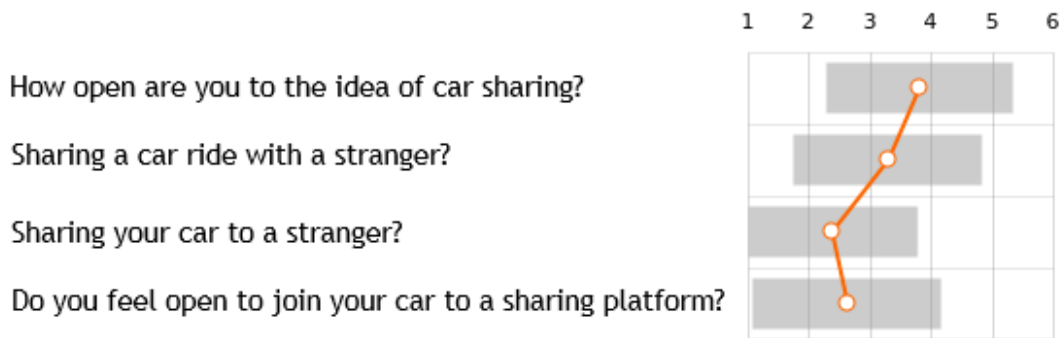 1 2 3 4 5 6
How open are you to the idea of car sharing?
Sharing a car ride with a stranger?
Sharing your car to a stranger?
Do you feel open to join your car to a sharing platform?